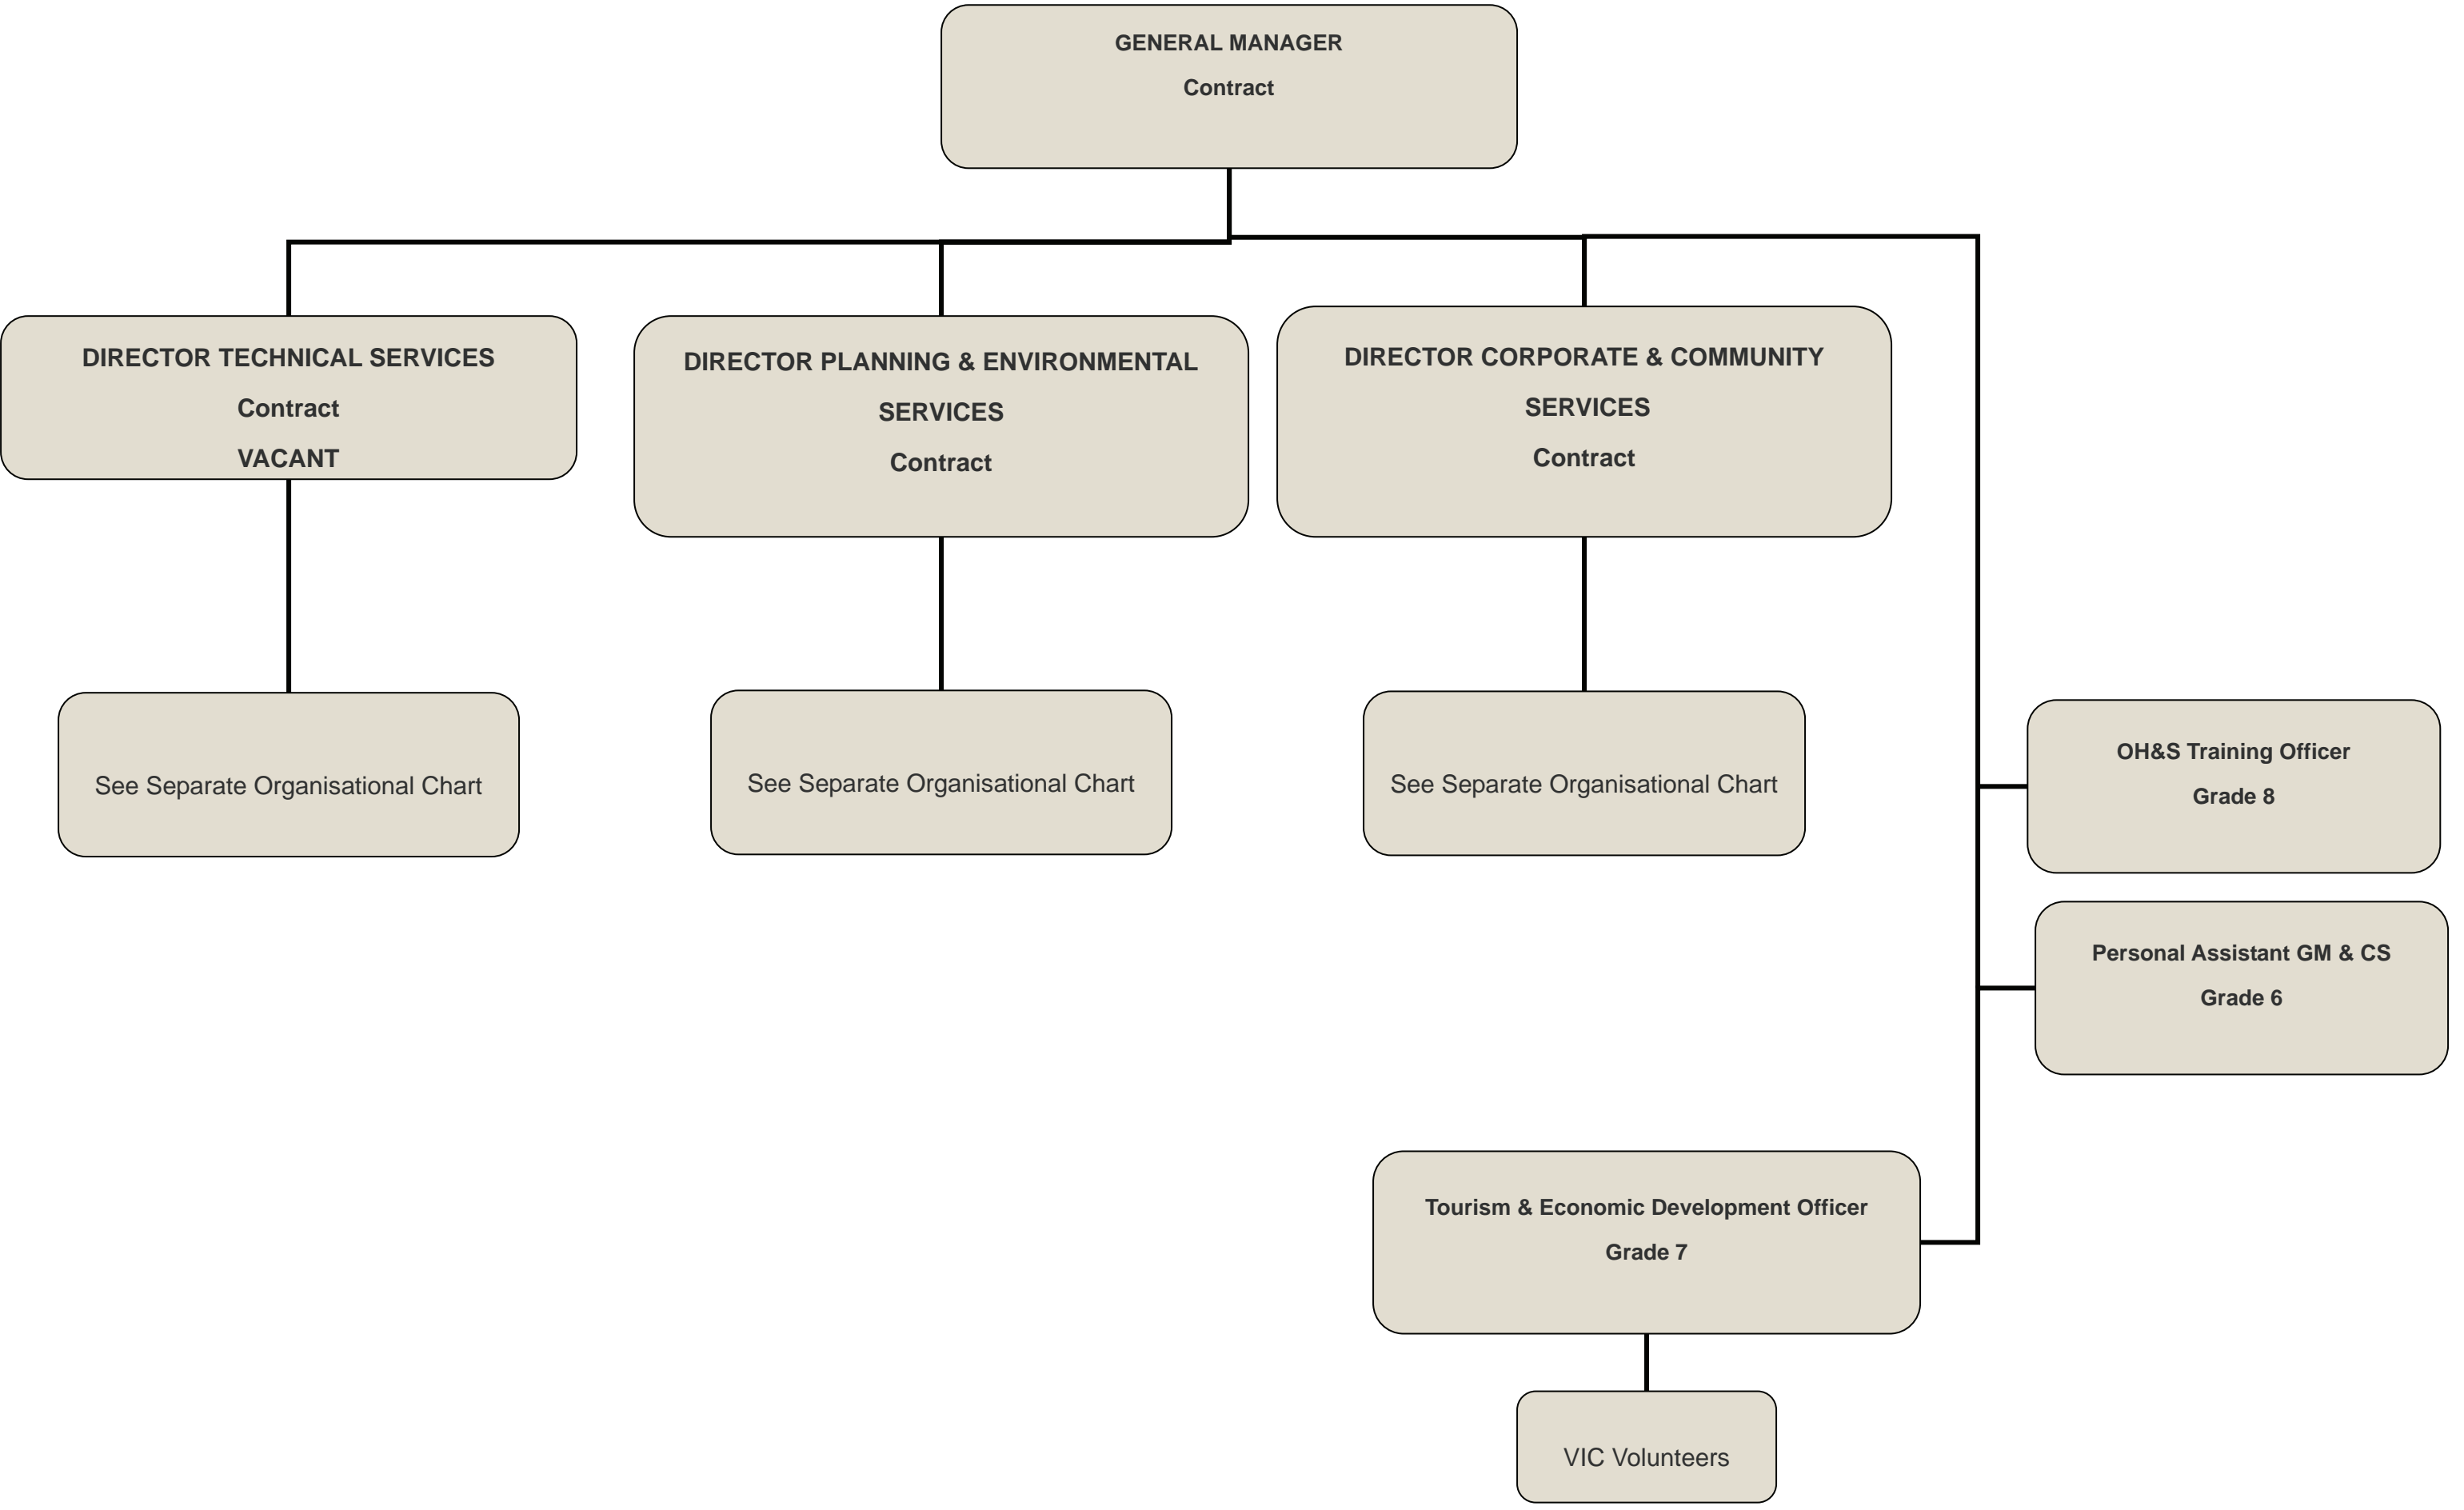 GENERAL MANAGER
Contract
DIRECTOR TECHNICAL SERVICES
Contract
VACANT
DIRECTOR PLANNING & ENVIRONMENTAL
SERVICES
Contract
DIRECTOR CORPORATE & COMMUNITY
SERVICES
Contract
See Separate Organisational Chart
See Separate Organisational Chart
See Separate Organisational Chart
OH&S Training Officer
Grade 8
Personal Assistant GM & CS
Grade 6
Tourism & Economic Development Officer
Grade 7
VIC Volunteers